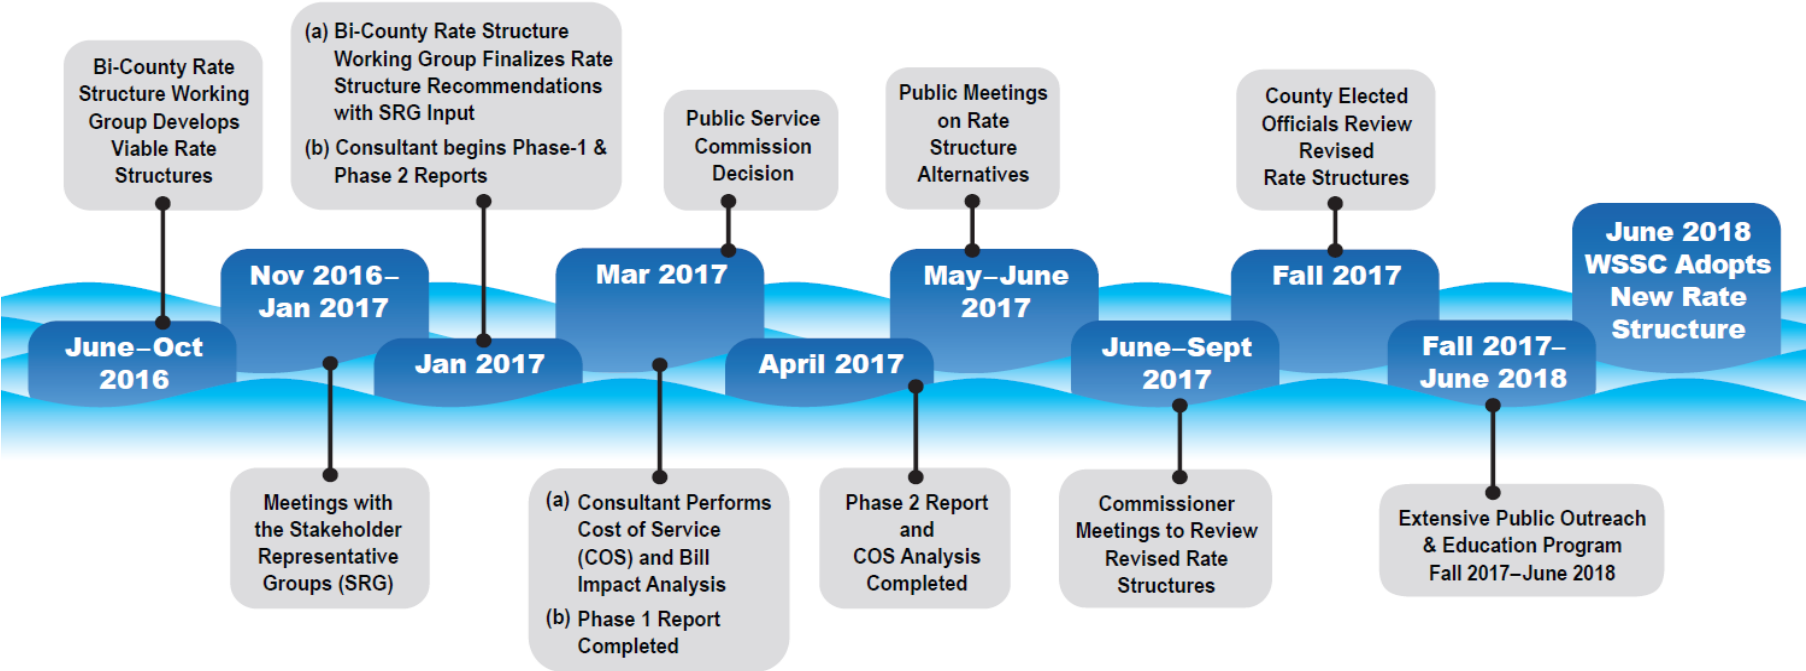 Bi-County Rate
Structure Working
Group Develops
Viable Rate
Structures
(a) Bi-County Rate Structure
Working Group Finalizes Rate
Structure Recommendations
with SRG Input
(b) Consultant begins Phase-1 &
Phase 2 Reports
Public Service
Commission
Decision
Public Meetings
on Rate
Structure
Alternatives
County Elected
Officials Review
Revised
Rate Structures
June–Oct
2016
Nov 2016–
Jan 2017
Jan 2017
Mar 2017
April 2017
May–June
2017
June–Sept
2017
Fall 2017
Fall 2017–
June 2018
June 2018
WSSC Adopts
New Rate
Structure
Meetings with
the Stakeholder
Representative
Groups (SRG)
(a) Consultant Performs
Cost of Service
(COS) and Bill
Impact Analysis
(b) Phase 1 Report
Completed
Phase 2 Report
and
COS Analysis
Completed
Commissioner
Meetings to Review
Revised Rate
Structures
Extensive Public Outreach
& Education Program
Fall 2017–June 2018